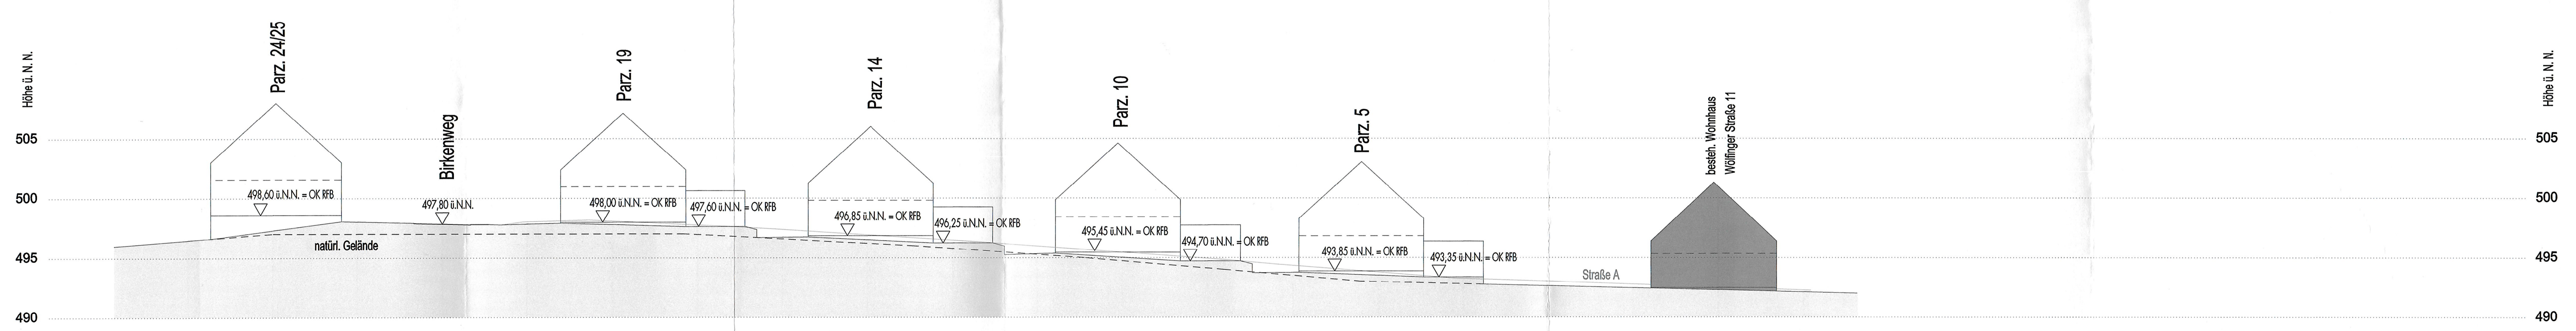 Höhe ü. N. N.
505
500
495
490
Parz. 24/25
498,60 ü.N.N. = OK RFB
natürl. Gelände
Birkenweg
497,80 ü.N.N.
Parz. 19
498,00 ü.N.N. = OK RFB
497,60 ü.N.N. = OK RFB
Parz. 14
496,85 ü.N.N. = OK RFB
496,25 ü.N.N. = OK RFB
Parz. 10
495,45 ü.N.N. = OK RFB
494,70 ü.N.N. = OK RFB
Parz. 5
493,85 ü.N.N. = OK RFB
493,35 ü.N.N. = OK RFB
Straße A
besteh. Wohnhaus
Wölfinger Straße 11
Höhe ü. N. N.
505
500
495
490